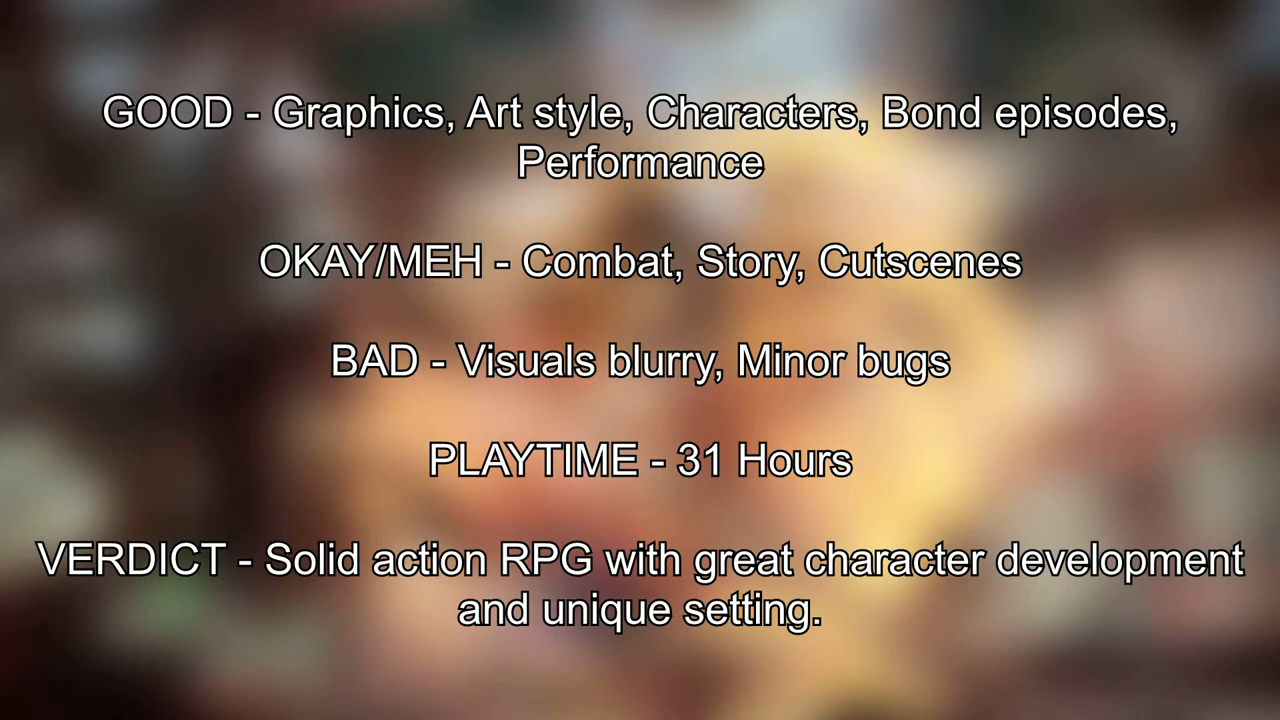 GOOD - Graphics, Art style, Characters, Bond episodes,
Performance
OKAY/MEH - Combat, Story, Cutscenes
BAD - Visuals blurry, Minor bugs
PLAYTIME - 31 Hours
VERDICT - Solid action RPG with great character development
and unique setting.